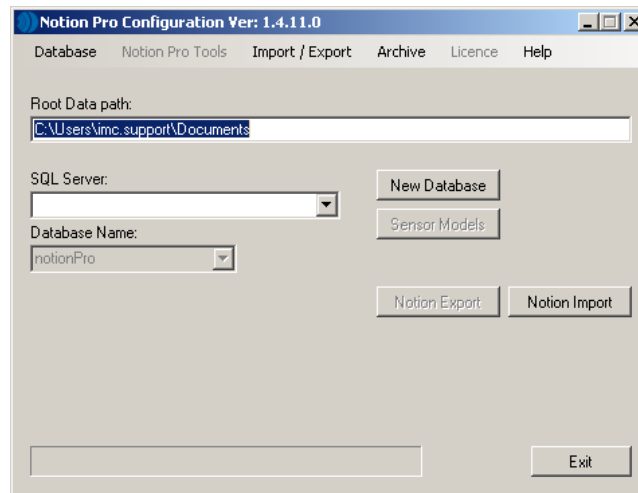 Notion Pro Configuration Ver: 1.4.11.0
Database Notion Pro Tools Import / Export Archive Licence Help
Root Data path:
C:\Users\imc.support\Documents
SQL Server:
New Database
Sensor Models
Database Name:
notionPro
Notion Export Notion Import
Exit